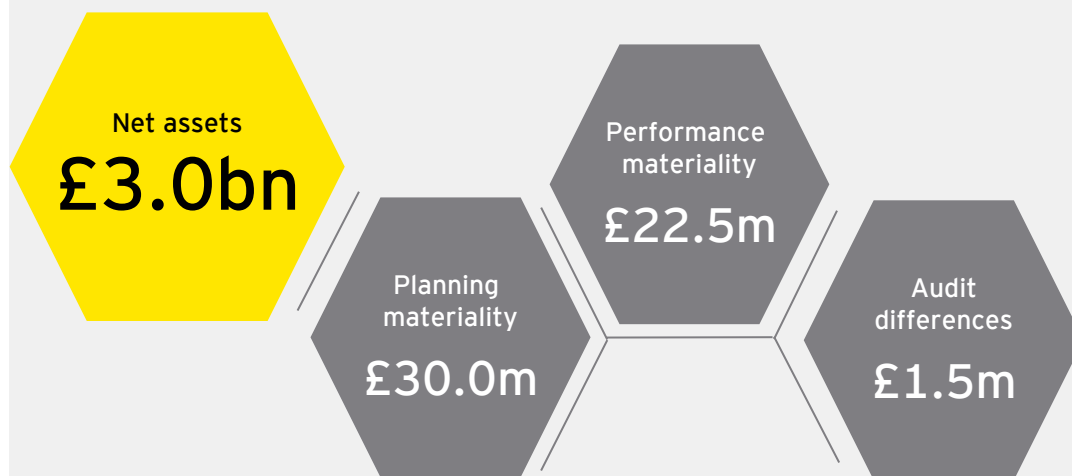 Net assets
£3.0bn
Planning
materiality
£30.0m
Performance
materiality
£22.5m
Audit
differences
£1.5m